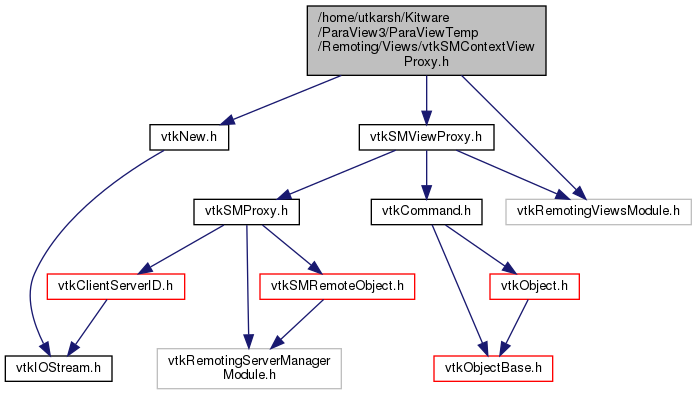 /home/utkarsh/Kitware
/ParaView3/ParaViewTemp
/Remoting/Views/vtkSMContextView
Proxy.h
vtkNew.h
vtkSMViewProxy.h
vtkSMProxy.h
vtkCommand.h
vtkRemotingViewsModule.h
vtkClientServerID.h
vtkSMRemoteObject.h
vtkObject.h
vtkIOStream.h
vtkRemotingServerManager
Module.h
vtkObjectBase.h